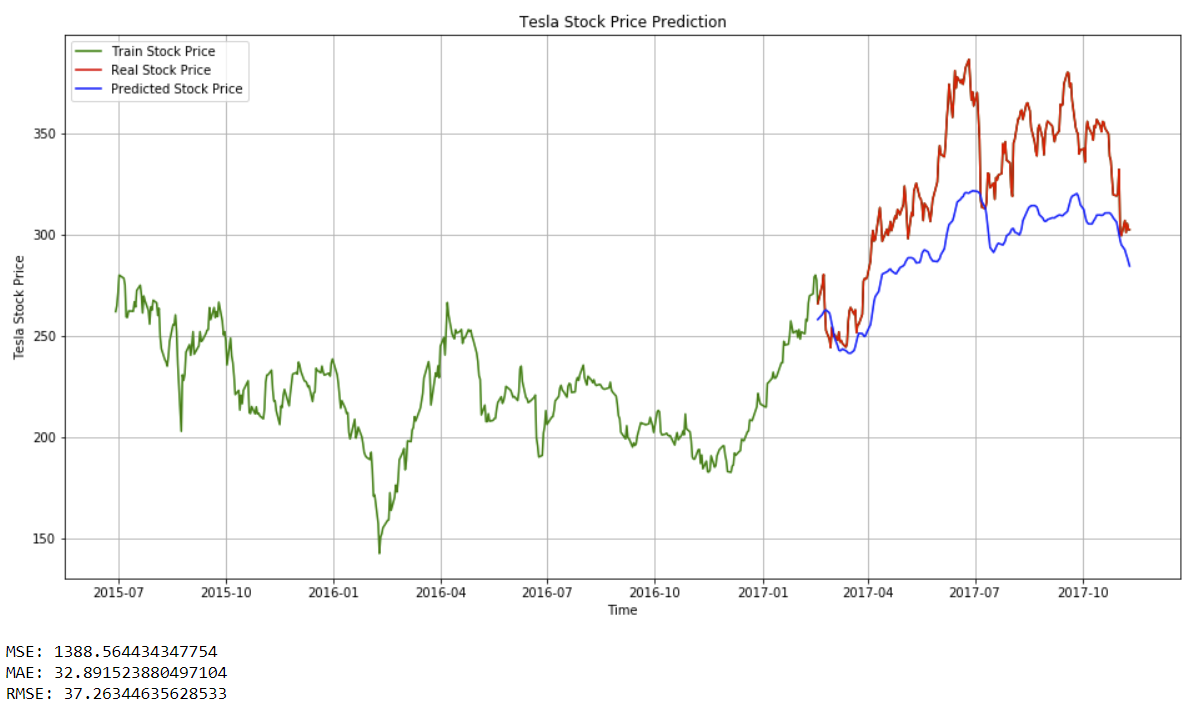 Tesla Stock Price Prediction
Train Stock Price
Real Stock Price
Predicted Stock Price
Tesla Stock Price
350
300
250
200
150
2015-07 2015-10 2016-01 2016-04 2016-07 2016-10 2017-01 2017-04 2017-07 2017-10
Time
MSE: 1388.564434347754
MAE: 32.891523880497104
RMSE: 37.26344635628533